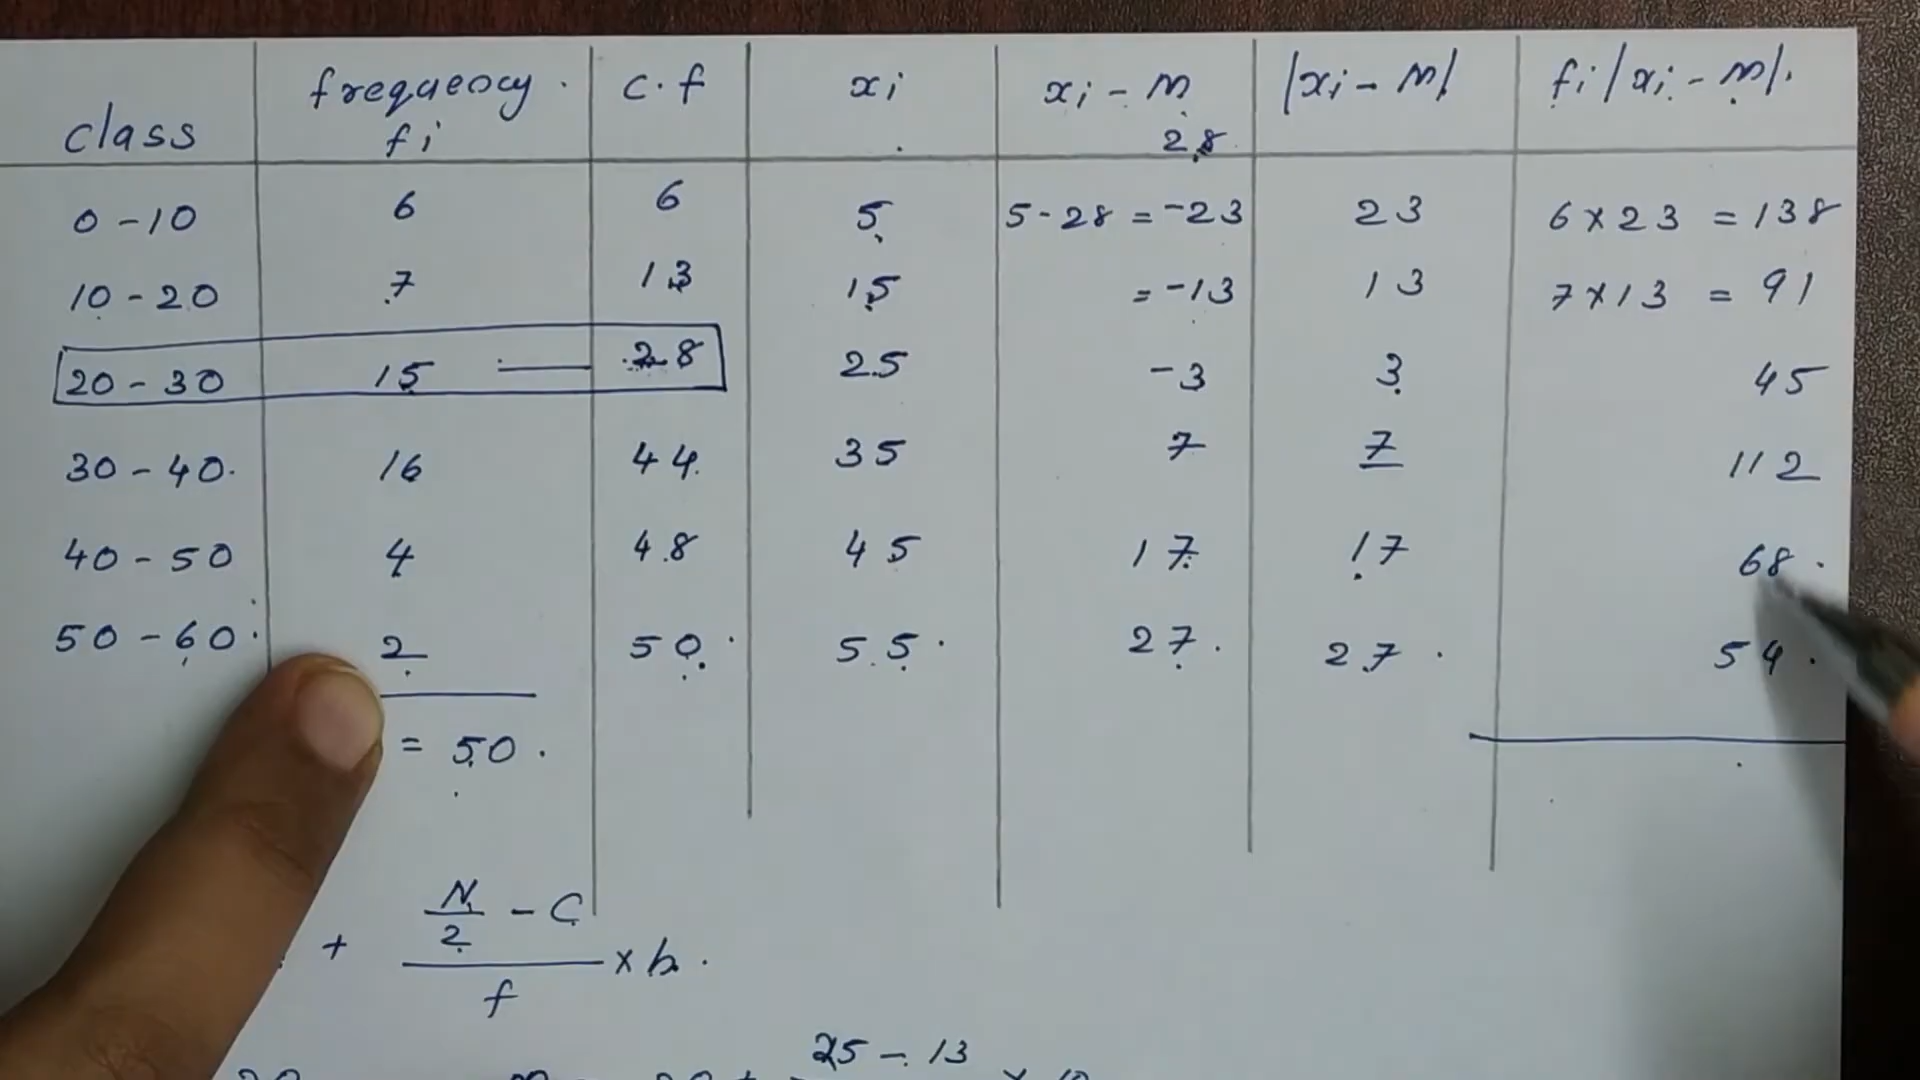 class frequency fi c.f xi xi - M 28 |xi - M| fi |xi - M|.
0 - 10 6 6 5 5 - 28 = -23 23 6 × 23 = 138
10 - 20 7 13 15 = -13 13 7 × 13 = 91
20 - 30 15 28 25 -3 3 45
30 - 40. 16 44 35 7 7 112
40 - 50 4 48 45 17 17 68.
50 - 60. 2 50. 55. 27. 27. 54.
= 50.
+ N/2 - C / f × h.
25 - 13